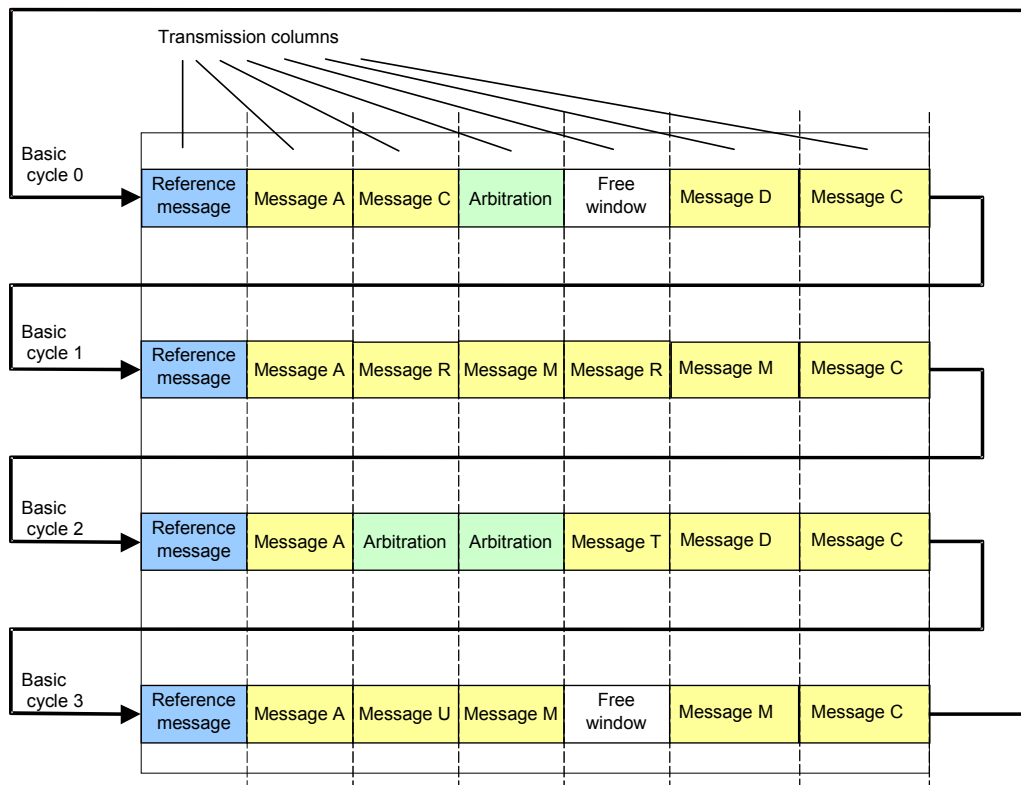 Transmission columns
Basic
cycle 0
Reference
message
Message A
Message C
Arbitration
Free
window
Message D
Message C
Basic
cycle 1
Reference
message
Message A
Message R
Message M
Message R
Message M
Message C
Basic
cycle 2
Reference
message
Message A
Arbitration
Arbitration
Message T
Message D
Message C
Basic
cycle 3
Reference
message
Message A
Message U
Message M
Free
window
Message M
Message C